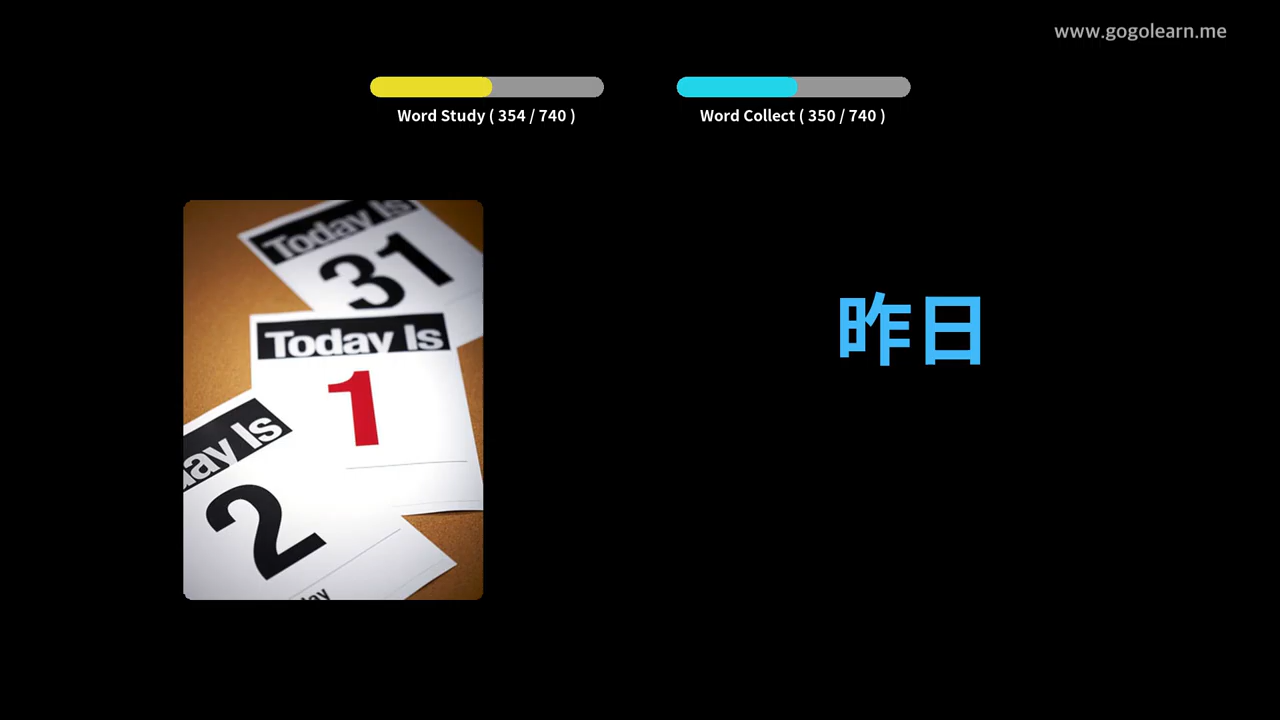 www.gogolearn.me
Word Study ( 354 / 740 )
Word Collect ( 350 / 740 )
Today Is
31
Today Is
1
ay Is
2
ay
昨日